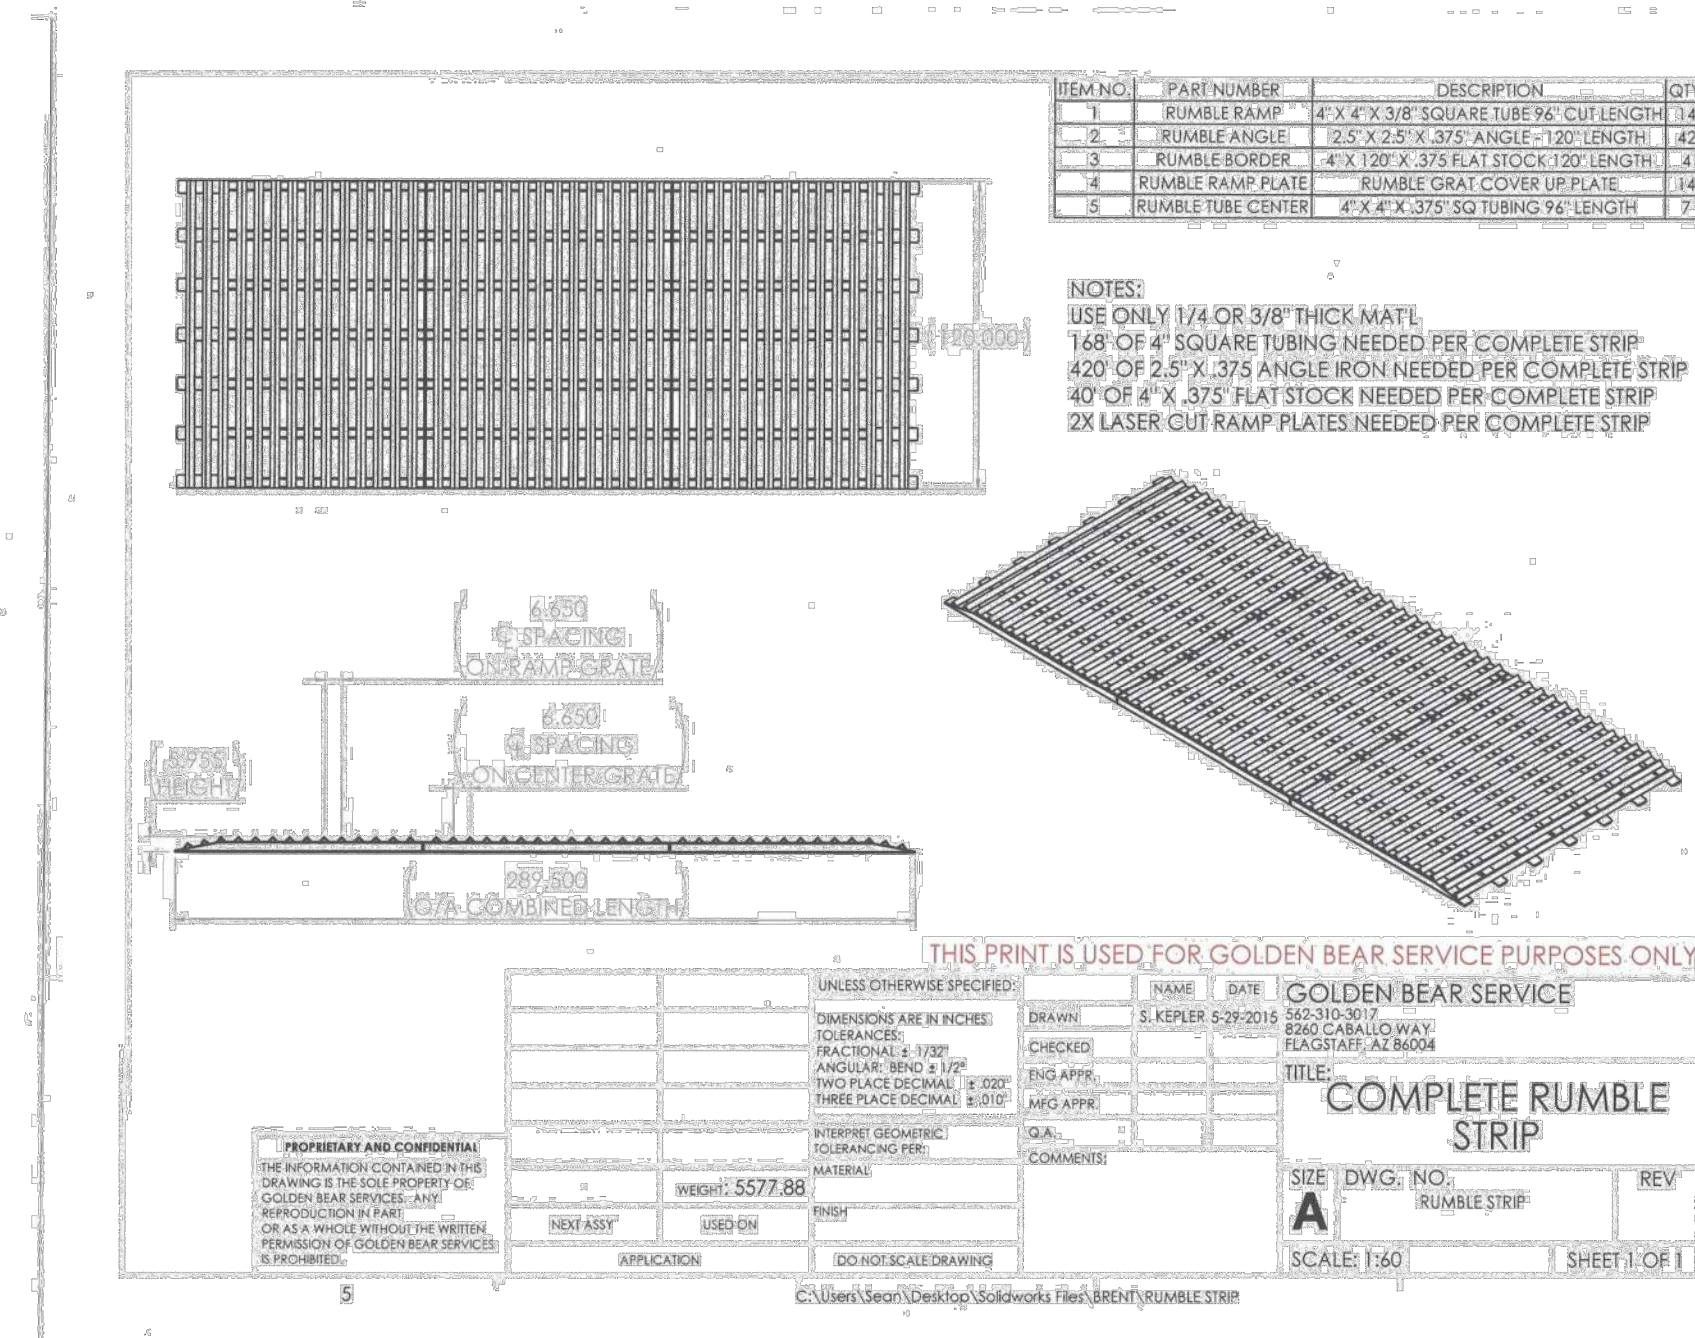 ITEM NO. PART NUMBER DESCRIPTION QTY
1 RUMBLE RAMP 4" X 4" X 3/8" SQUARE TUBE 96" CUT LENGTH 14
2 RUMBLE ANGLE 2.5" X 2.5" X .375" ANGLE - 120" LENGTH 42
3 RUMBLE BORDER 4" X 120" X .375 FLAT STOCK 120" LENGTH 4
4 RUMBLE RAMP PLATE RUMBLE GRAT COVER UP PLATE 14
5 RUMBLE TUBE CENTER 4" X 4" X .375" SQ TUBING 96" LENGTH 7
NOTES:
USE ONLY 1/4 OR 3/8" THICK MAT'L
168' OF 4" SQUARE TUBING NEEDED PER COMPLETE STRIP
420' OF 2.5" X .375 ANGLE IRON NEEDED PER COMPLETE STRIP
40' OF 4" X .375" FLAT STOCK NEEDED PER COMPLETE STRIP
2X LASER CUT RAMP PLATES NEEDED PER COMPLETE STRIP
120.000
6.650
℄ SPACING
ON RAMP GRATE
6.650
℄ SPACING
ON CENTER GRATE
HEIGHT
289.500
O/A COMBINED LENGTH
THIS PRINT IS USED FOR GOLDEN BEAR SERVICE PURPOSES ONLY
UNLESS OTHERWISE SPECIFIED:
DIMENSIONS ARE IN INCHES
TOLERANCES:
FRACTIONAL ± 1/32"
ANGULAR: BEND ± 1/2°
TWO PLACE DECIMAL ± .020"
THREE PLACE DECIMAL ± .010"
INTERPRET GEOMETRIC
TOLERANCING PER:
MATERIAL
FINISH
DO NOT SCALE DRAWING
NAME DATE
DRAWN S. KEPLER 5-29-2015
CHECKED
ENG APPR.
MFG APPR.
Q.A.
COMMENTS:
GOLDEN BEAR SERVICE
562-310-3017
8260 CABALLO WAY
FLAGSTAFF, AZ 86004
TITLE:
COMPLETE RUMBLE
STRIP
SIZE DWG. NO. REV
A RUMBLE STRIP
SCALE: 1:60 SHEET 1 OF 1
PROPRIETARY AND CONFIDENTIAL
THE INFORMATION CONTAINED IN THIS
DRAWING IS THE SOLE PROPERTY OF
GOLDEN BEAR SERVICES. ANY
REPRODUCTION IN PART
OR AS A WHOLE WITHOUT THE WRITTEN
PERMISSION OF GOLDEN BEAR SERVICES
IS PROHIBITED.
WEIGHT: 5577.88
NEXT ASSY USED ON
APPLICATION
5
C:\Users\Sean\Desktop\Solidworks Files\BRENT\RUMBLE STRIP